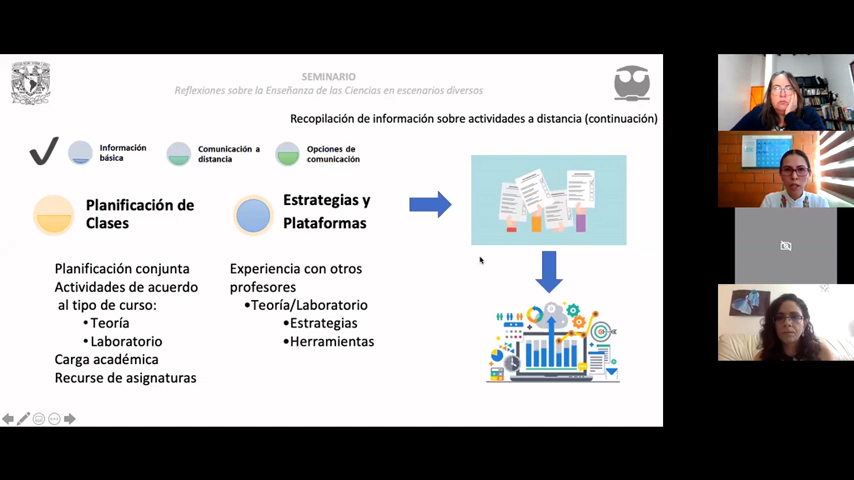 SEMINARIO
Reflexiones sobre la Enseñanza de las Ciencias en escenarios diversos
Recopilación de información sobre actividades a distancia (continuación)
Información básica
Comunicación a distancia
Opciones de comunicación
Planificación de Clases
Estrategias y Plataformas
Planificación conjunta
Actividades de acuerdo
al tipo de curso:
•Teoría
•Laboratorio
Carga académica
Recurse de asignaturas
Experiencia con otros
profesores
•Teoría/Laboratorio
•Estrategias
•Herramientas